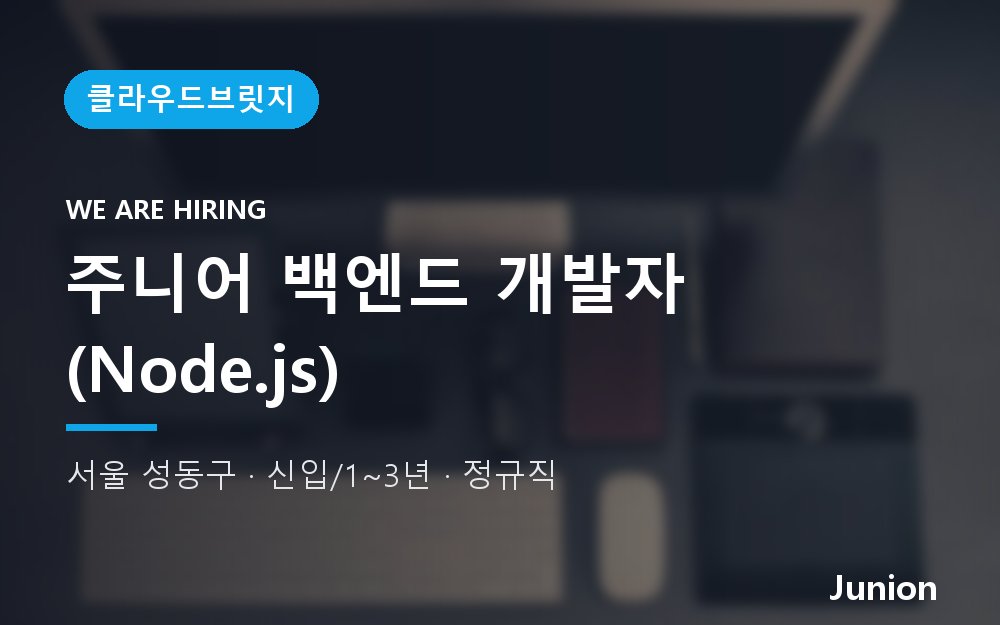 클라우드브릿지
WE ARE HIRING
주니어 백엔드 개발자
(Node.js)
서울 성동구 · 신입/1~3년 · 정규직
Junion